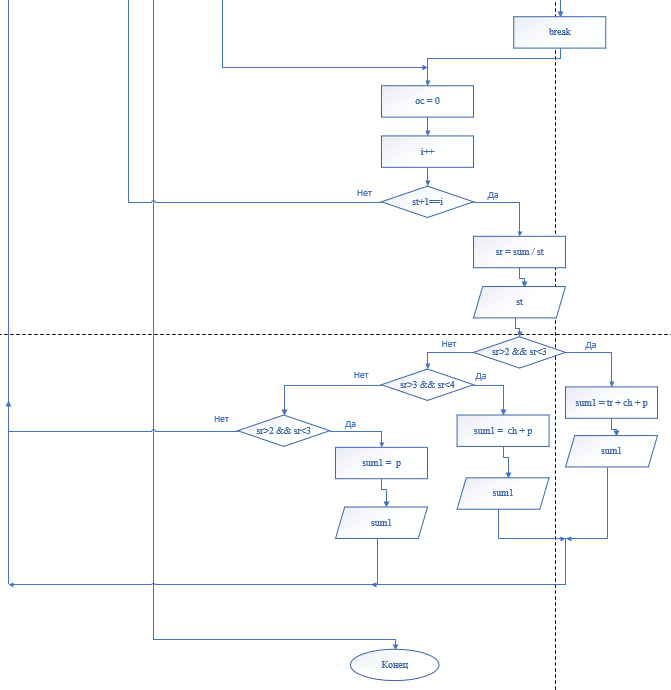 break
oc = 0
i++
Нет
Да
st+1==i
sr = sum / st
st
Нет
Да
sr>2 && sr<3
Нет
Да
sr>3 && sr<4
sum1 = tr + ch + p
Нет
Да
sr>2 && sr<3
sum1 = ch + p
sum1
sum1 = p
sum1
sum1
Конец